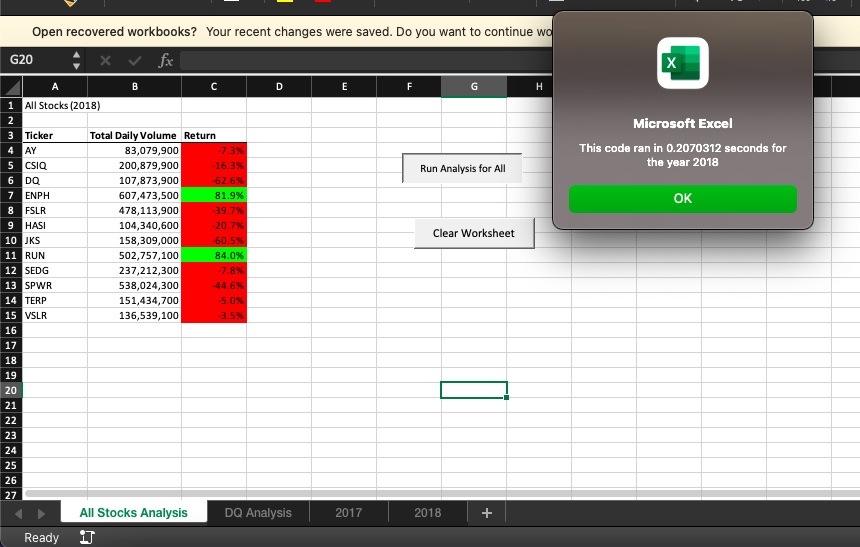 Open recovered workbooks? Your recent changes were saved. Do you want to continue wo
G20
fx
A B C D E F G H
1 All Stocks (2018)
2
3 Ticker Total Daily Volume Return
4 AY 83,079,900 -7.3%
5 CSIQ 200,879,900 -16.3%
6 DQ 107,873,900 -62.6%
7 ENPH 607,473,500 81.9%
8 FSLR 478,113,900 -39.7%
9 HASI 104,340,600 -20.7%
10 JKS 158,309,000 -60.5%
11 RUN 502,757,100 84.0%
12 SEDG 237,212,300 -7.8%
13 SPWR 538,024,300 -44.6%
14 TERP 151,434,700 -5.0%
15 VSLR 136,539,100 -3.5%
16
17
18
19
20
21
22
23
24
25
26
27
Run Analysis for All
Clear Worksheet
X
Microsoft Excel
This code ran in 0.2070312 seconds for
the year 2018
OK
All Stocks Analysis DQ Analysis 2017 2018 +
Ready